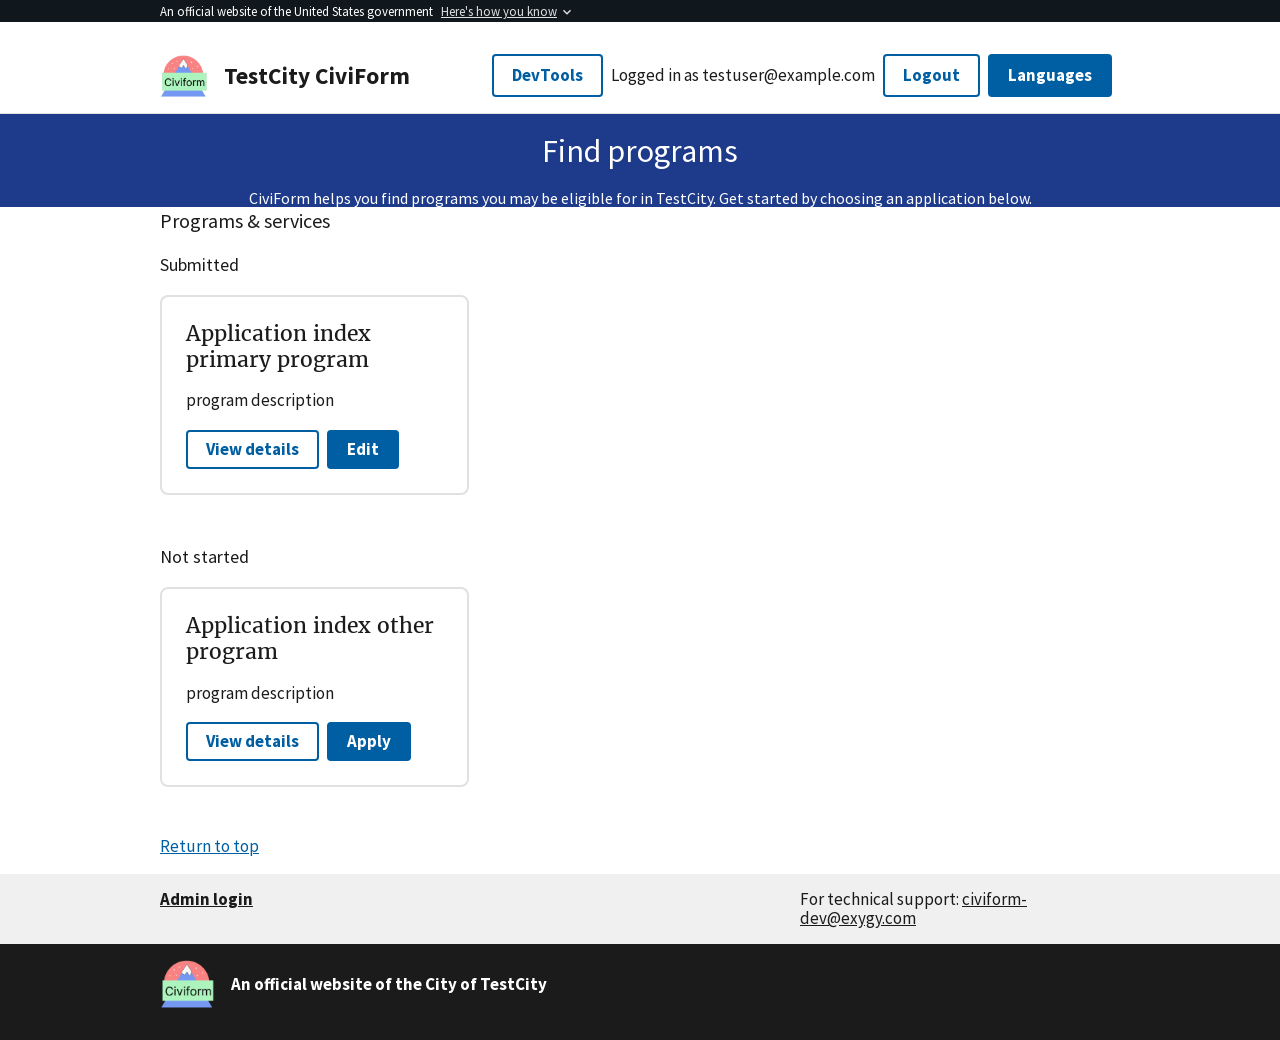 An official website of the United States government Here's how you know
Civiform
TestCity CiviForm
DevTools Logged in as testuser@example.com Logout Languages
Find programs
CiviForm helps you find programs you may be eligible for in TestCity. Get started by choosing an application below.
Programs & services
Submitted
Application index
primary program
program description
View details Edit
Not started
Application index other
program
program description
View details Apply
Return to top
Admin login
For technical support: civiform-
dev@exygy.com
Civiform
An official website of the City of TestCity